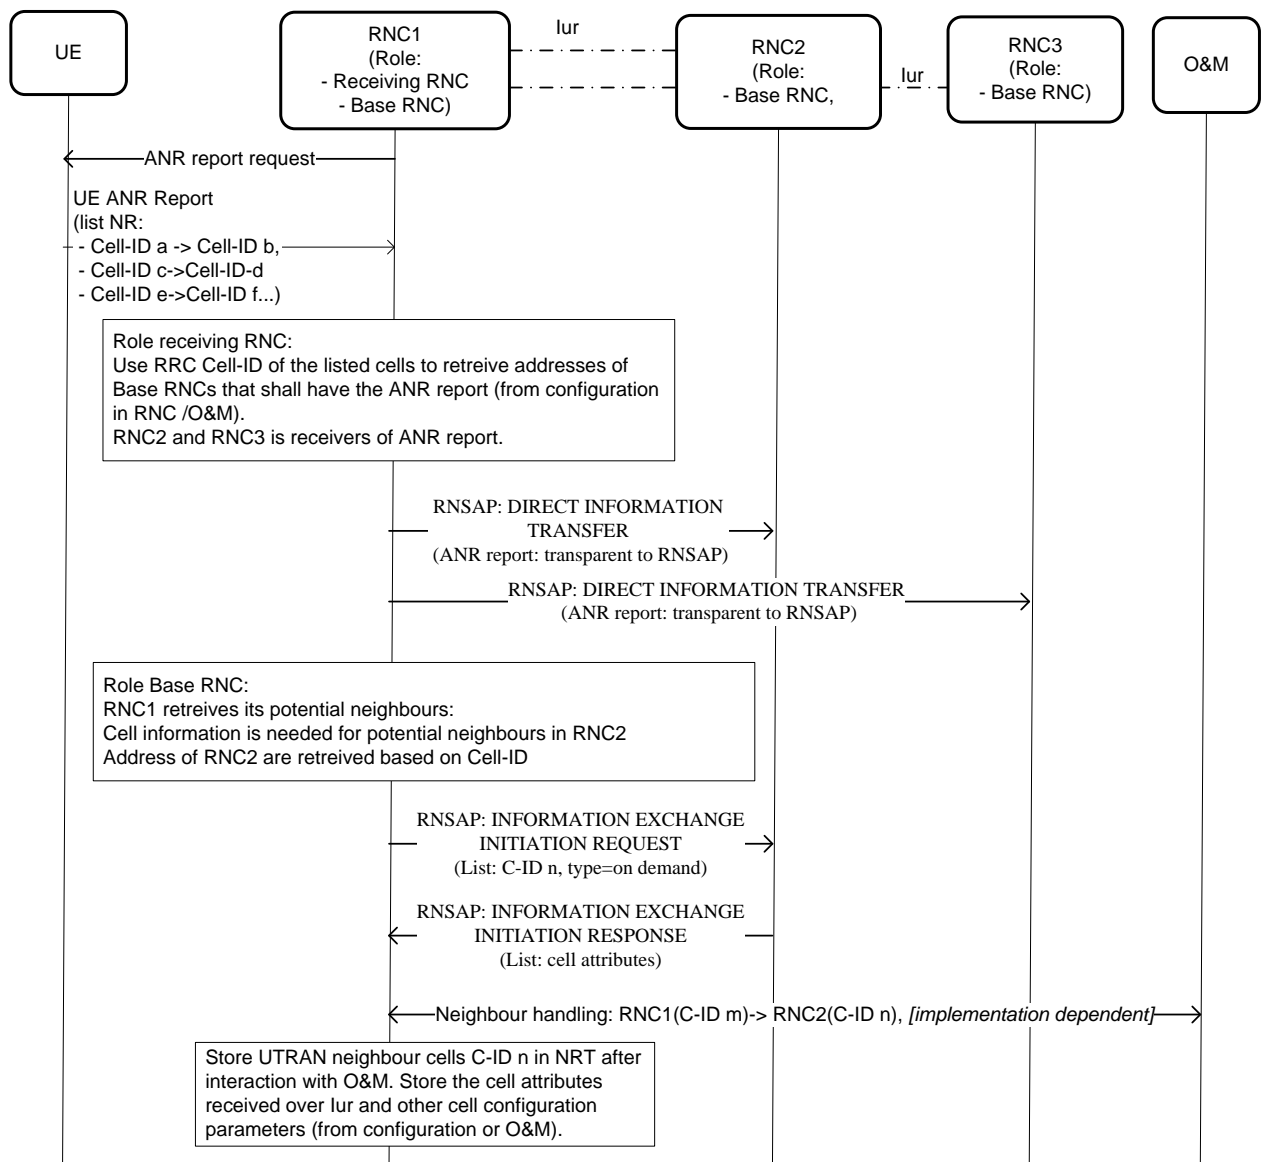 UE
RNC1
(Role:
- Receiving RNC
- Base RNC)
Iur
RNC2
(Role:
- Base RNC,
Iur
RNC3
(Role:
- Base RNC)
O&M
ANR report request
UE ANR Report
(list NR:
- Cell-ID a -> Cell-ID b,
- Cell-ID c->Cell-ID-d
- Cell-ID e->Cell-ID f...)
Role receiving RNC:
Use RRC Cell-ID of the listed cells to retreive addresses of
Base RNCs that shall have the ANR report (from configuration
in RNC /O&M).
RNC2 and RNC3 is receivers of ANR report.
RNSAP: DIRECT INFORMATION
TRANSFER
(ANR report: transparent to RNSAP)
RNSAP: DIRECT INFORMATION TRANSFER
(ANR report: transparent to RNSAP)
Role Base RNC:
RNC1 retreives its potential neighbours:
Cell information is needed for potential neighbours in RNC2
Address of RNC2 are retreived based on Cell-ID
RNSAP: INFORMATION EXCHANGE
INITIATION REQUEST
(List: C-ID n, type=on demand)
RNSAP: INFORMATION EXCHANGE
INITIATION RESPONSE
(List: cell attributes)
Neighbour handling: RNC1(C-ID m)-> RNC2(C-ID n), [implementation dependent]
Store UTRAN neighbour cells C-ID n in NRT after
interaction with O&M. Store the cell attributes
received over Iur and other cell configuration
parameters (from configuration or O&M).